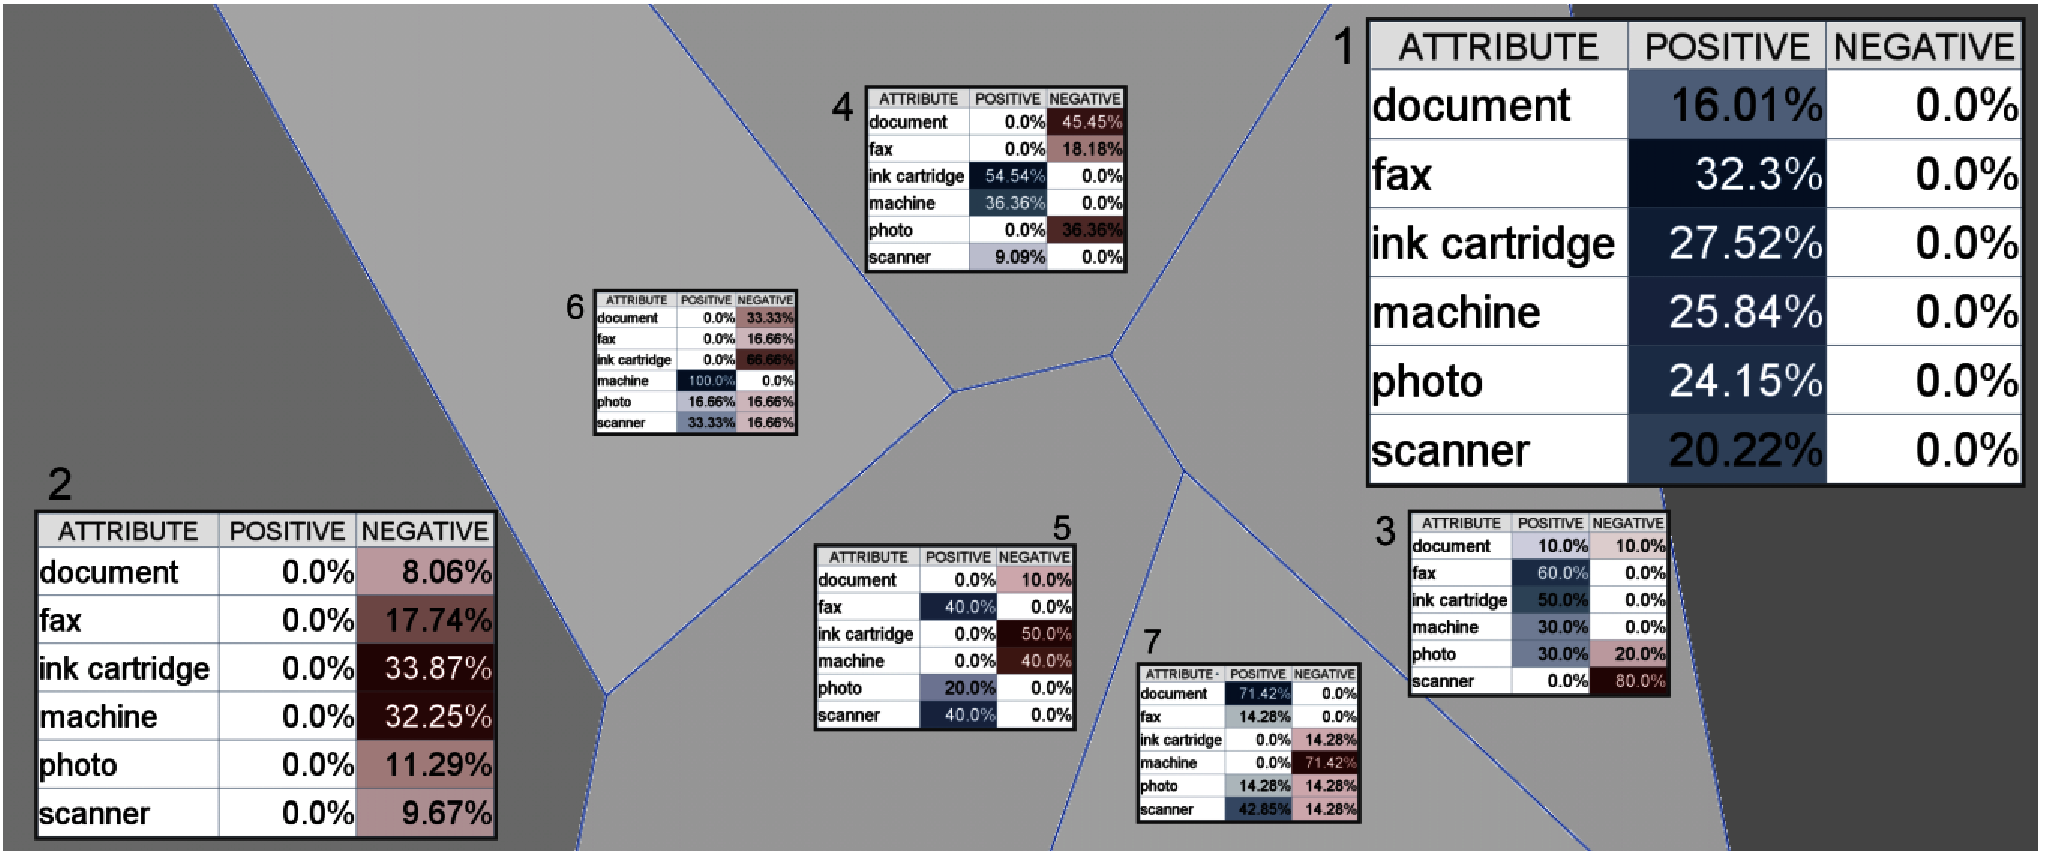 1
ATTRIBUTE POSITIVE NEGATIVE
document 16.01% 0.0%
fax 32.3% 0.0%
ink cartridge 27.52% 0.0%
machine 25.84% 0.0%
photo 24.15% 0.0%
scanner 20.22% 0.0%
4
ATTRIBUTE POSITIVE NEGATIVE
document 0.0% 45.45%
fax 0.0% 18.18%
ink cartridge 54.54% 0.0%
machine 36.36% 0.0%
photo 0.0% 36.36%
scanner 9.09% 0.0%
6
ATTRIBUTE POSITIVE NEGATIVE
document 0.0% 33.33%
fax 0.0% 16.66%
ink cartridge 0.0% 66.66%
machine 100.0% 0.0%
photo 16.66% 16.66%
scanner 33.33% 16.66%
2
ATTRIBUTE POSITIVE NEGATIVE
document 0.0% 8.06%
fax 0.0% 17.74%
ink cartridge 0.0% 33.87%
machine 0.0% 32.25%
photo 0.0% 11.29%
scanner 0.0% 9.67%
5
ATTRIBUTE POSITIVE NEGATIVE
document 0.0% 10.0%
fax 40.0% 0.0%
ink cartridge 0.0% 50.0%
machine 0.0% 40.0%
photo 20.0% 0.0%
scanner 40.0% 0.0%
3
ATTRIBUTE POSITIVE NEGATIVE
document 10.0% 10.0%
fax 60.0% 0.0%
ink cartridge 50.0% 0.0%
machine 30.0% 0.0%
photo 30.0% 20.0%
scanner 0.0% 80.0%
7
ATTRIBUTE POSITIVE NEGATIVE
document 71.42% 0.0%
fax 14.28% 0.0%
ink cartridge 0.0% 14.28%
machine 0.0% 71.42%
photo 14.28% 14.28%
scanner 42.85% 14.28%